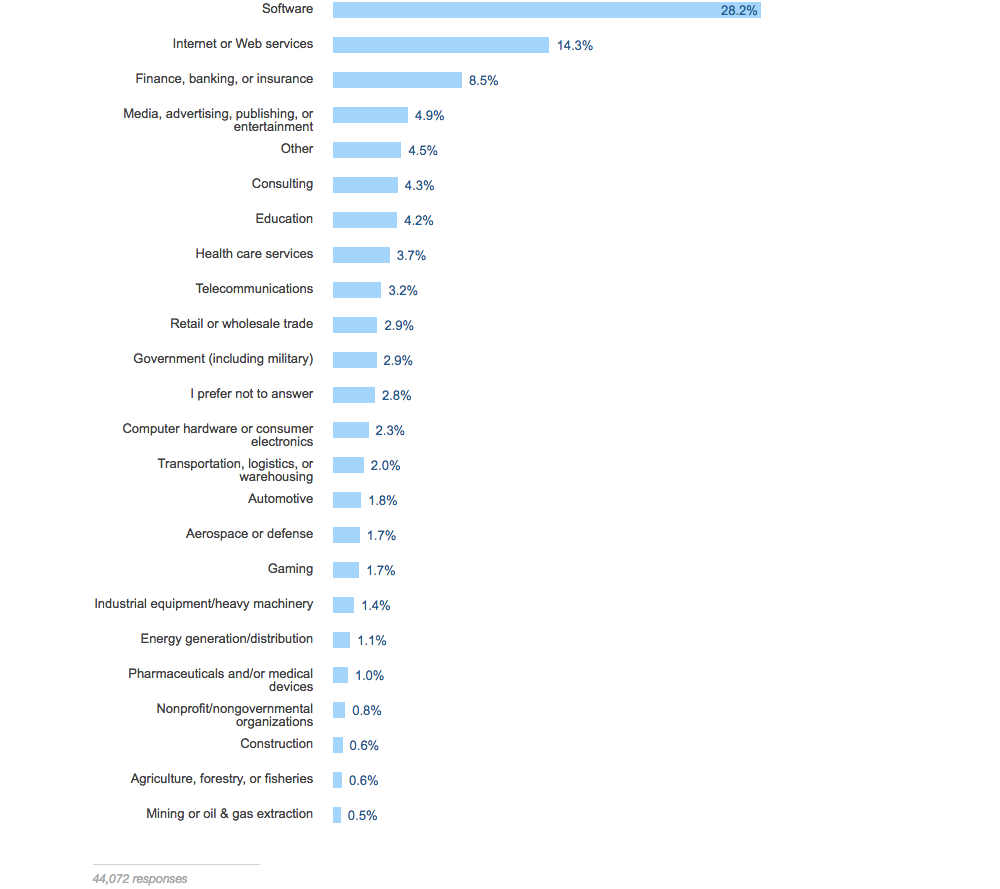 Software 28.2%
Internet or Web services 14.3%
Finance, banking, or insurance 8.5%
Media, advertising, publishing, or
entertainment 4.9%
Other 4.5%
Consulting 4.3%
Education 4.2%
Health care services 3.7%
Telecommunications 3.2%
Retail or wholesale trade 2.9%
Government (including military) 2.9%
I prefer not to answer 2.8%
Computer hardware or consumer
electronics 2.3%
Transportation, logistics, or
warehousing 2.0%
Automotive 1.8%
Aerospace or defense 1.7%
Gaming 1.7%
Industrial equipment/heavy machinery 1.4%
Energy generation/distribution 1.1%
Pharmaceuticals and/or medical
devices 1.0%
Nonprofit/nongovernmental
organizations 0.8%
Construction 0.6%
Agriculture, forestry, or fisheries 0.6%
Mining or oil & gas extraction 0.5%
44,072 responses